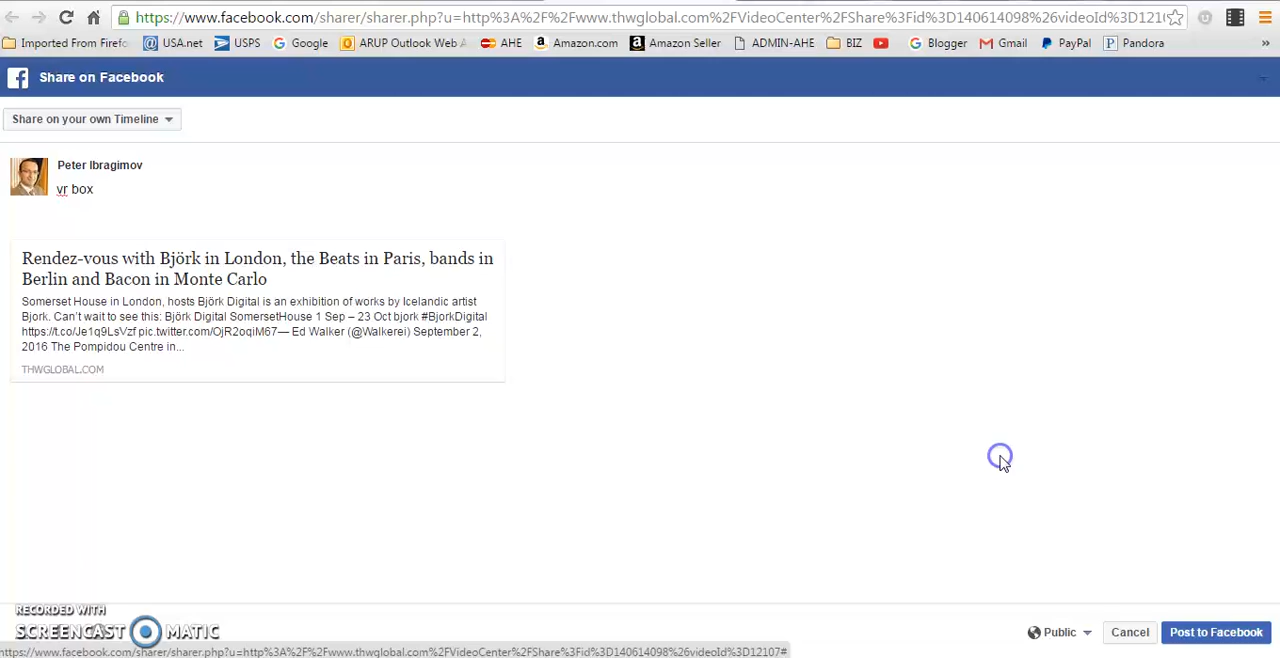 https://www.facebook.com/sharer/sharer.php?u=http%3A%2F%2Fwww.thwglobal.com%2FVideoCenter%2FShare%3Fid%3D140614098%26videoId%3D1210
Imported From Firefo USA.net USPS Google ARUP Outlook Web A AHE Amazon.com Amazon Seller ADMIN-AHE BIZ Blogger Gmail PayPal Pandora »
Share on Facebook
Share on your own Timeline
Peter Ibragimov
vr box
Rendez-vous with Björk in London, the Beats in Paris, bands in
Berlin and Bacon in Monte Carlo
Somerset House in London, hosts Björk Digital is an exhibition of works by Icelandic artist
Bjork. Can't wait to see this: Björk Digital SomersetHouse 1 Sep – 23 Oct bjork #BjorkDigital
https://t.co/Je1q9LsVzf pic.twitter.com/OjR2oqiM67— Ed Walker (@Walkerei) September 2,
2016 The Pompidou Centre in...
THWGLOBAL.COM
RECORDED WITH
SCREENCAST MATIC
Public Cancel Post to Facebook
https://www.facebook.com/sharer/sharer.php?u=http%3A%2F%2Fwww.thwglobal.com%2FVideoCenter%2FShare%3Fid%3D140614098%26videoId%3D12107#